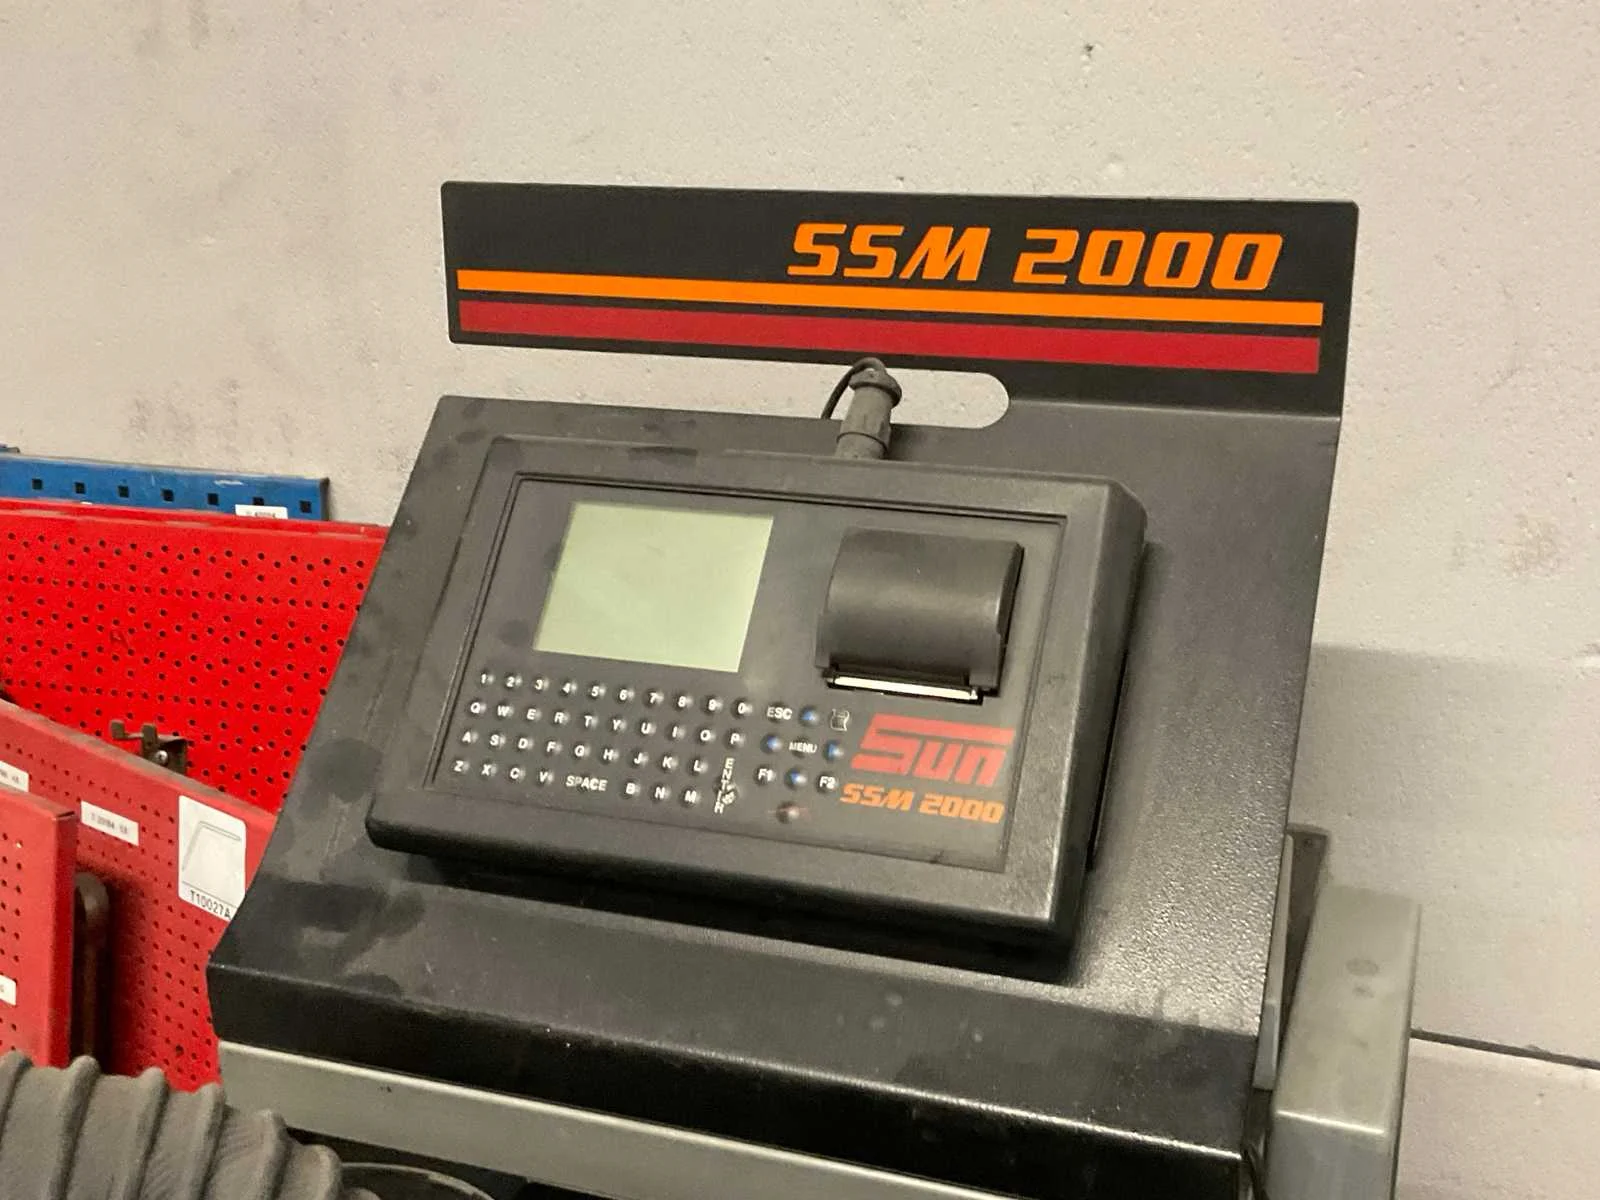 SSM 2000
1 2 3 4 5 6 7 8 9 0 ESC
Q W E R T Y U I O P MENU
A S D F G H J K L ENTER F1 F2
Z X C V SPACE B N M
Sun
SSM 2000
T10027A